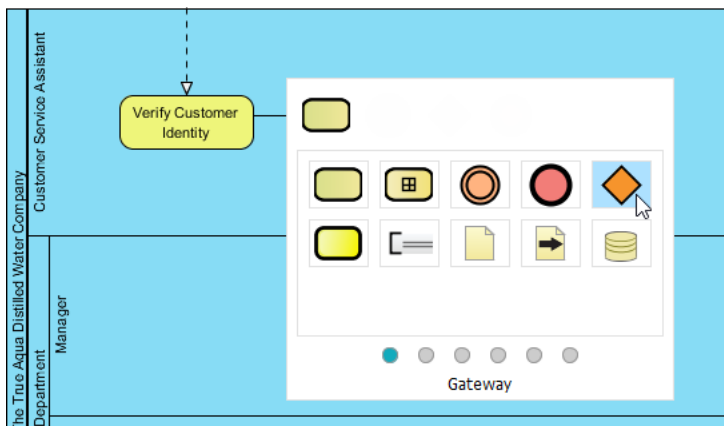 The True Aqua Distilled Water Company
Customer Service Assistant
Verify Customer
Identity
Department
Manager
Gateway